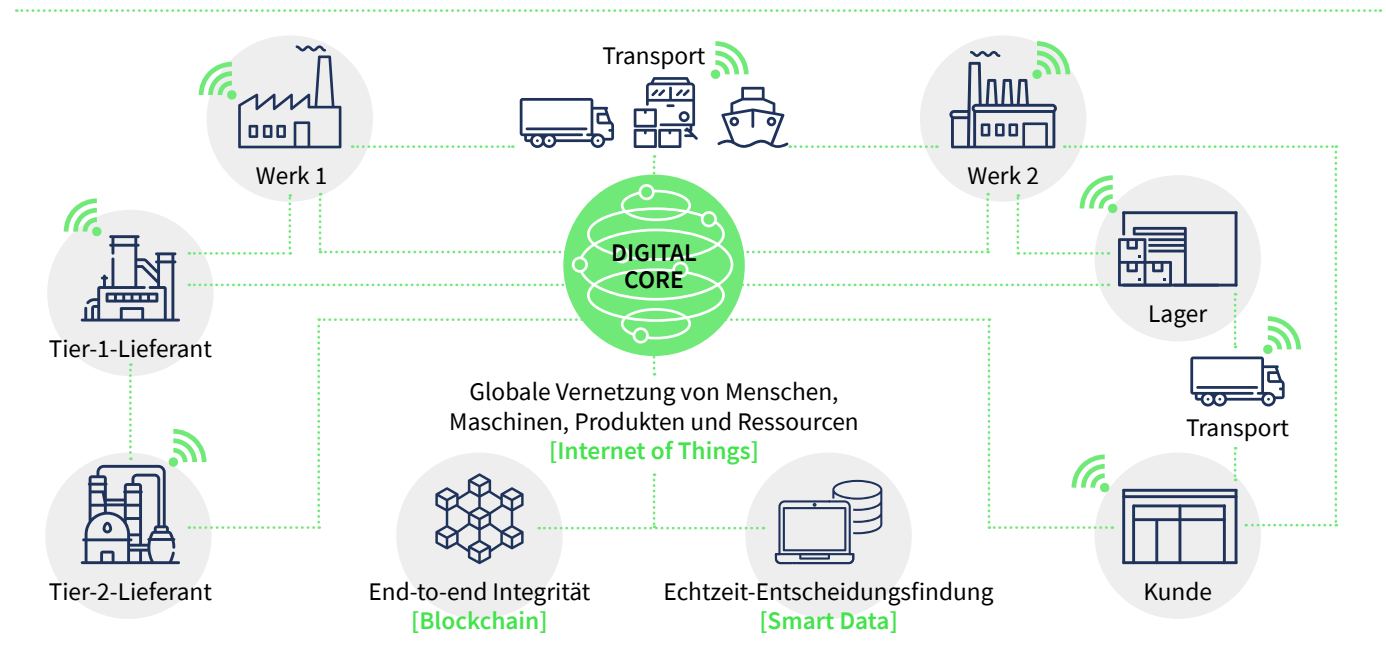 Transport
Werk 1
Werk 2
DIGITAL
CORE
Lager
Tier-1-Lieferant
Globale Vernetzung von Menschen,
Maschinen, Produkten und Ressourcen
[Internet of Things]
Transport
Tier-2-Lieferant
End-to-end Integrität
[Blockchain]
Echtzeit-Entscheidungsfindung
[Smart Data]
Kunde